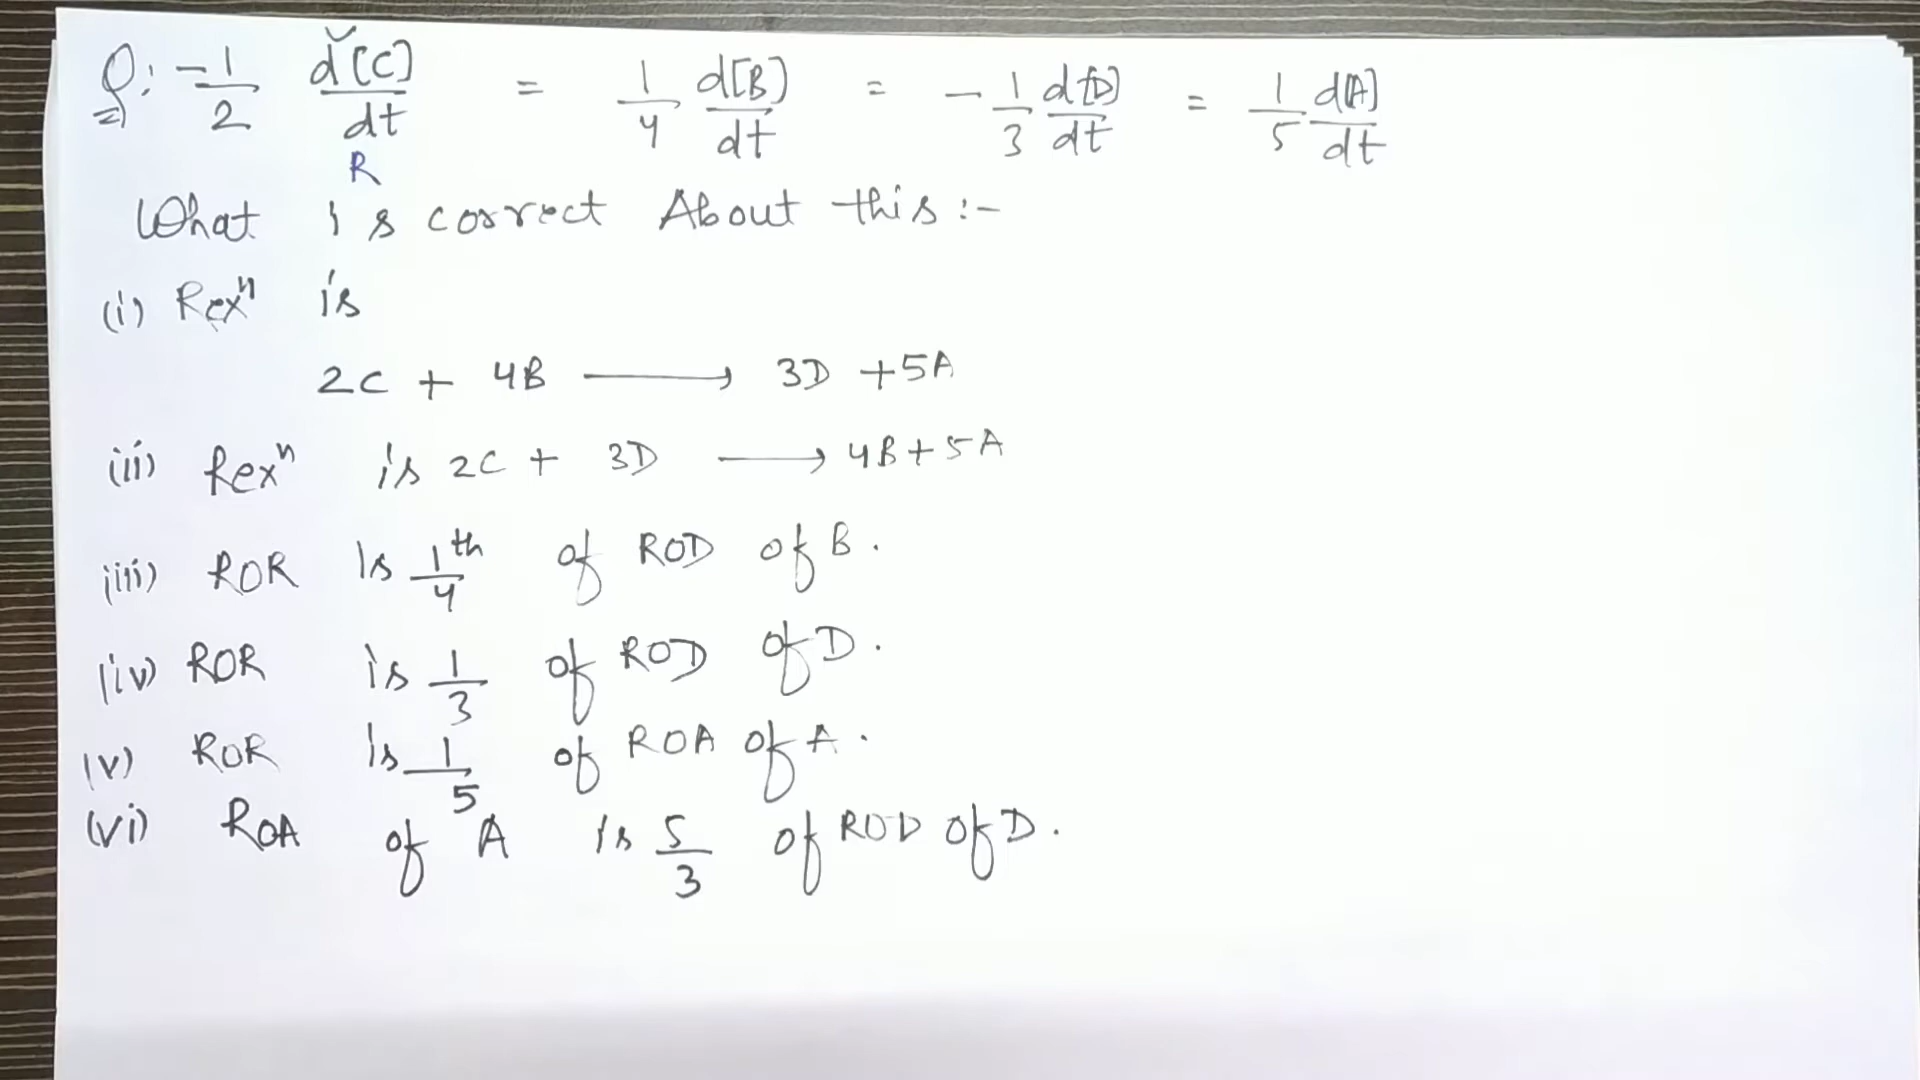 Q: -1/2 d[C]/dt = 1/4 d[B]/dt = -1/3 d[D]/dt = 1/5 d[A]/dt
R
What is correct About this :-
(i) Rexⁿ is
2C + 4B ⟶ 3D + 5A
(ii) Rexⁿ is 2C + 3D ⟶ 4B + 5A
(iii) ROR Is 1/4 th of ROD of B.
(iv) ROR is 1/3 of ROD of D.
(v) ROR Is 1/5 of ROA of A.
(vi) ROA of A is 5/3 of ROD of D.